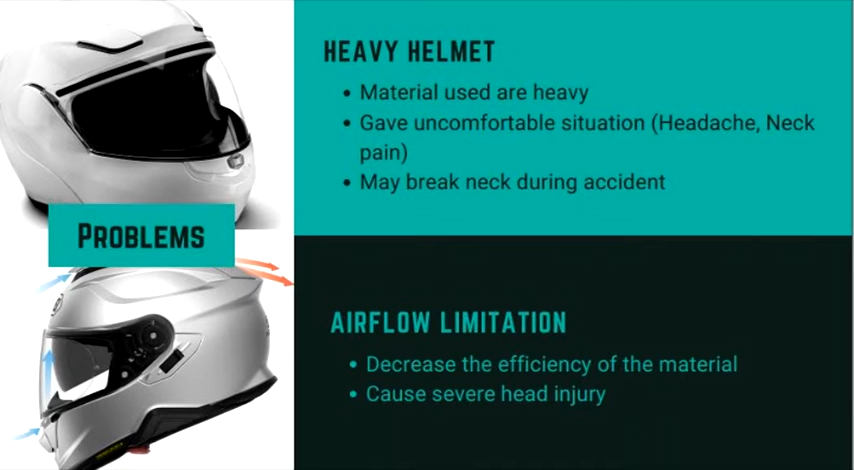 HEAVY HELMET
• Material used are heavy
• Gave uncomfortable situation (Headache, Neck
pain)
• May break neck during accident
PROBLEMS
AIRFLOW LIMITATION
• Decrease the efficiency of the material
• Cause severe head injury